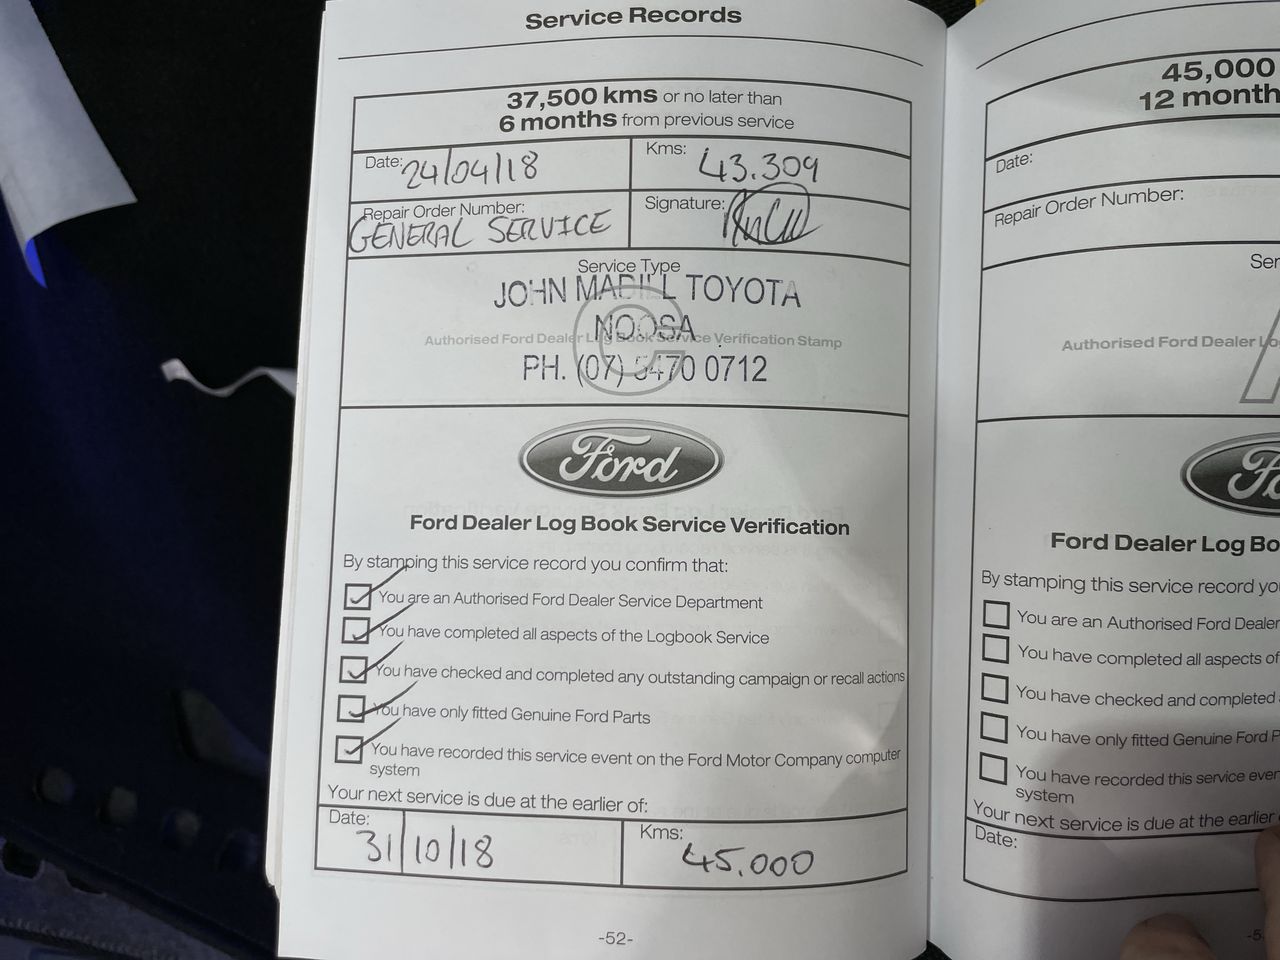 Service Records
37,500 kms or no later than
6 months from previous service
Date: 24/04/18
Kms: 43.309
Repair Order Number:
GENERAL SERVICE
Signature:
Service Type
JOHN MADILL TOYOTA
NOOSA
Authorised Ford Dealer Log Book Service Verification Stamp
C
PH. (07) 5470 0712
Ford
Ford Dealer Log Book Service Verification
By stamping this service record you confirm that:
You are an Authorised Ford Dealer Service Department
You have completed all aspects of the Logbook Service
You have checked and completed any outstanding campaign or recall actions
You have only fitted Genuine Ford Parts
You have recorded this service event on the Ford Motor Company computer
system
Your next service is due at the earlier of:
Date: 31/10/18
Kms: 45.000
-52-
45,000
12 month
Date:
Repair Order Number:
Ser
Authorised Ford Dealer Lo
Fo
Ford Dealer Log Bo
By stamping this service record yo
You are an Authorised Ford Dealer
You have completed all aspects of
You have checked and completed
You have only fitted Genuine Ford P
You have recorded this service even
system
Your next service is due at the earlier
Date: